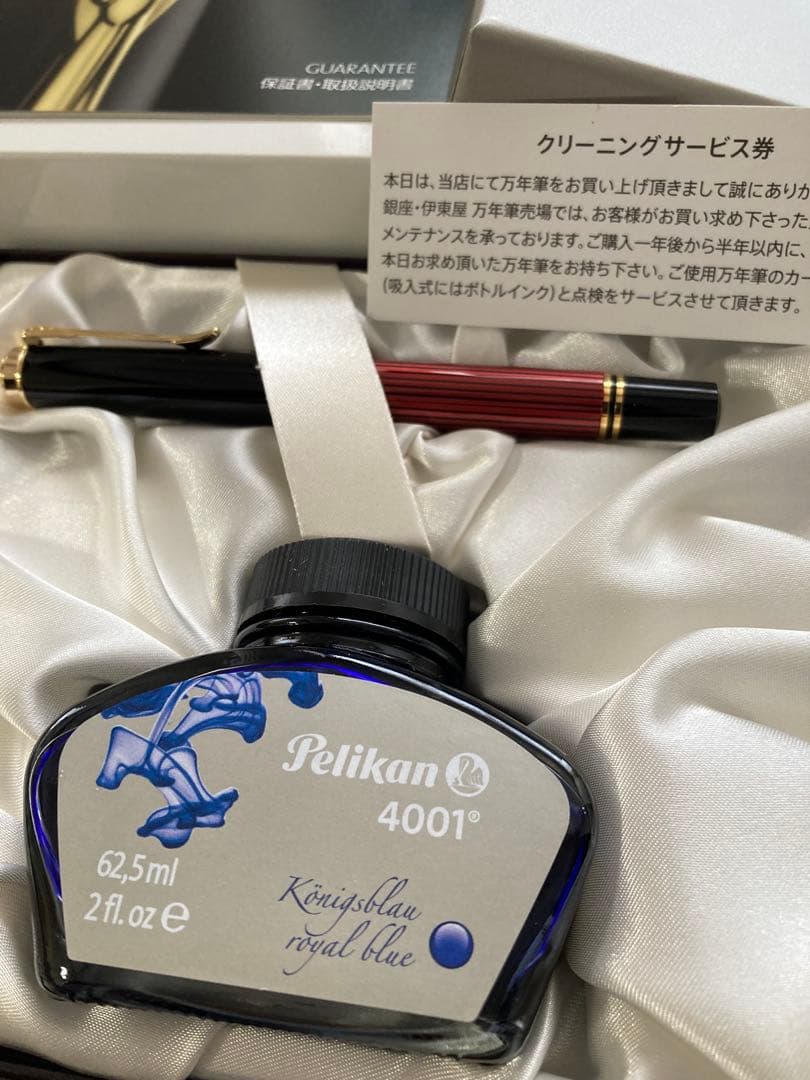 GUARANTEE
保証書・取扱説明書
クリーニングサービス券
本日は、当店にて万年筆をお買い上げ頂きまして誠にありか
銀座・伊東屋 万年筆売場では、お客様がお買い求め下さった
メンテナンスを承っております。ご購入一年後から半年以内に、
本日お求め頂いた万年筆をお持ち下さい。ご使用万年筆のカー
(吸入式にはボトルインク)と点検をサービスさせて頂きます。
Pelikan
4001®
62,5ml
2 fl. oz e
Königsblau
royal blue